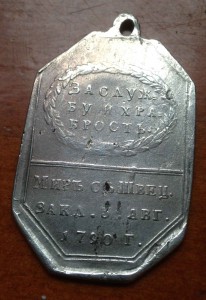 ЗА СЛУЖ
БУ И ХРА
БРОСТЬ.
МИРЪ СЪ ШВЕЦ.
ЗАКЛ. 3 АВГ.
1790 Г.